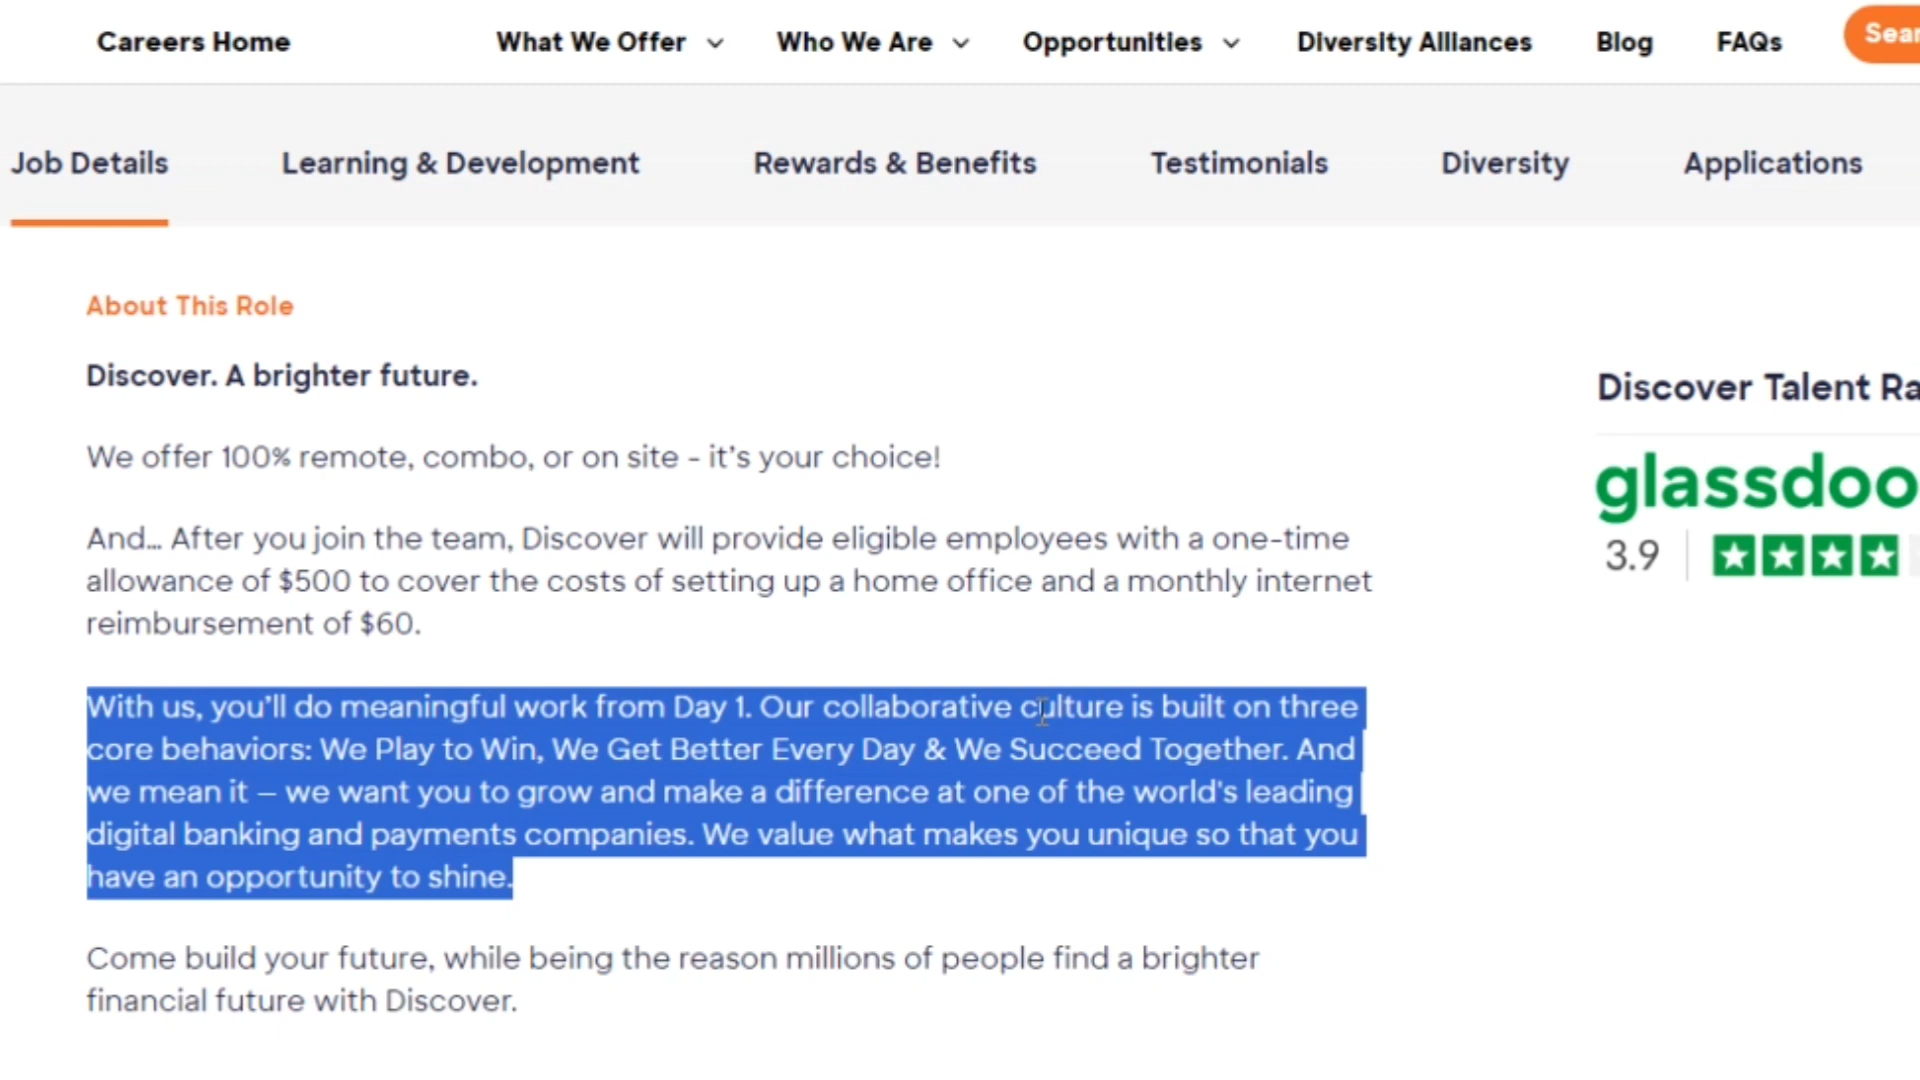 Careers Home What We Offer Who We Are Opportunities Diversity Alliances Blog FAQs
Job Details Learning & Development Rewards & Benefits Testimonials Diversity Applications
About This Role
Discover. A brighter future.
We offer 100% remote, combo, or on site - it's your choice!
And... After you join the team, Discover will provide eligible employees with a one-time
allowance of $500 to cover the costs of setting up a home office and a monthly internet
reimbursement of $60.
With us, you'll do meaningful work from Day 1. Our collaborative culture is built on three
core behaviors: We Play to Win, We Get Better Every Day & We Succeed Together. And
we mean it – we want you to grow and make a difference at one of the world's leading
digital banking and payments companies. We value what makes you unique so that you
have an opportunity to shine.
Come build your future, while being the reason millions of people find a brighter
financial future with Discover.
Discover Talent
glassdoo
3.9